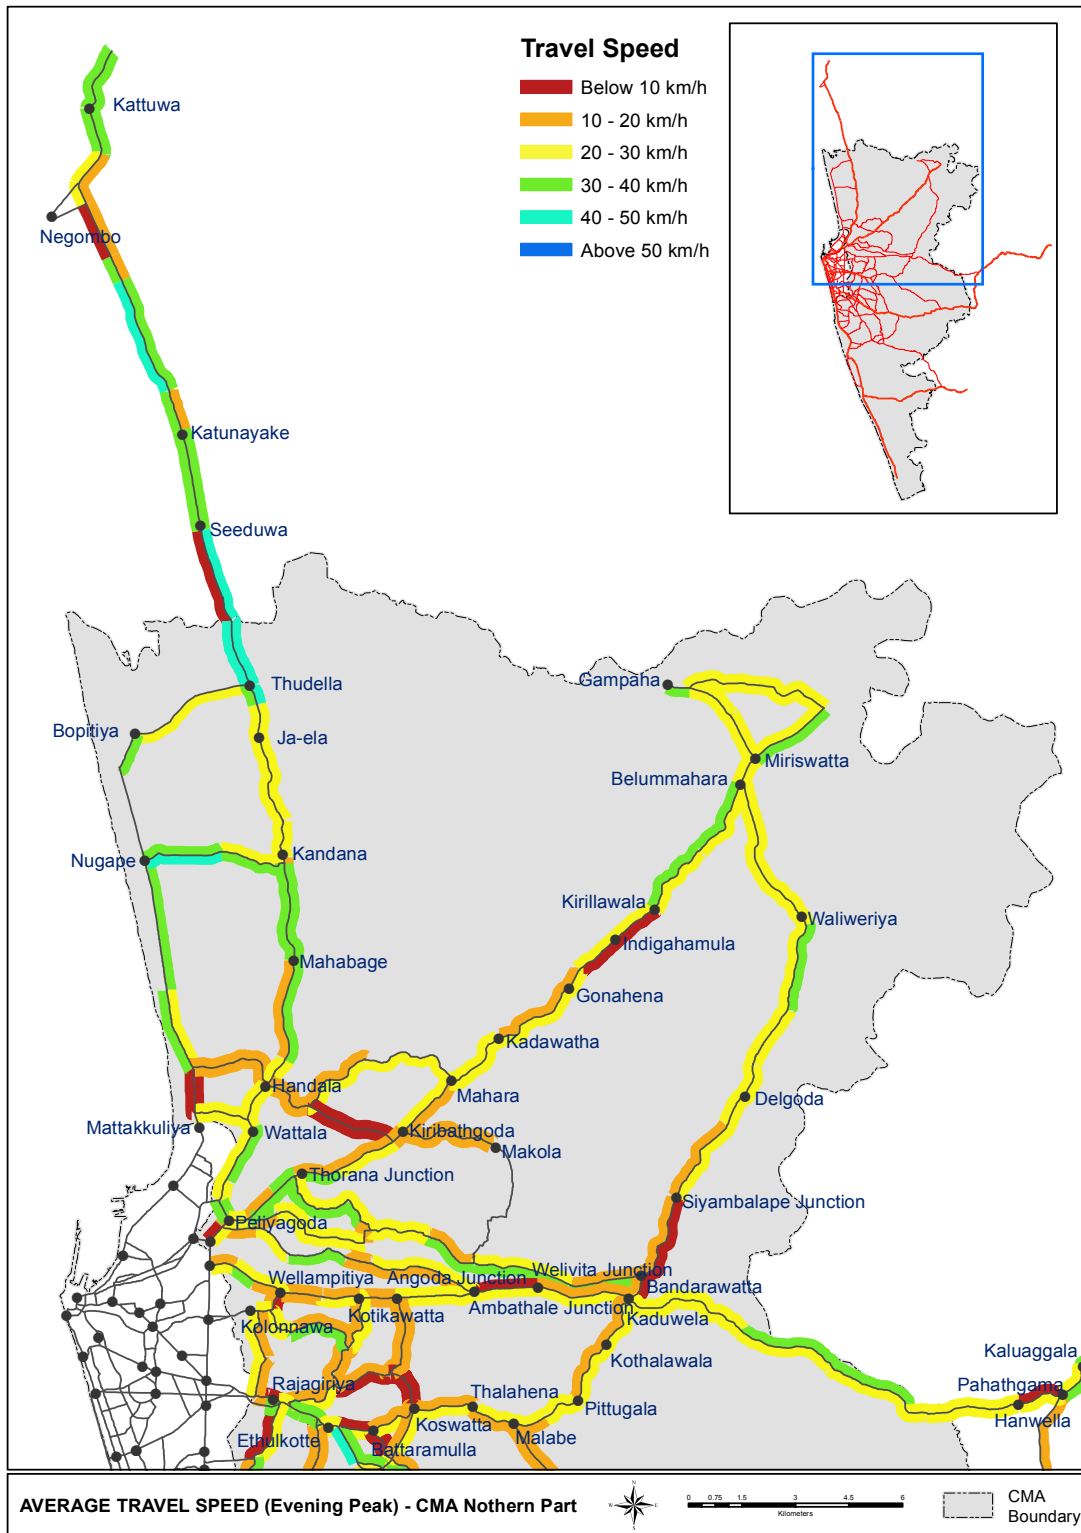 Travel Speed
Below 10 km/h
10 - 20 km/h
20 - 30 km/h
30 - 40 km/h
40 - 50 km/h
Above 50 km/h
Kattuwa
Negombo
Katunayake
Seeduwa
Thudella
Gampaha
Bopitiya
Ja-ela
Miriswatta
Belummahara
Kandana
Nugape
Kirillawala
Waliweriya
Indigahamula
Mahabage
Gonahena
Kadawatha
Handala
Mahara
Delgoda
Mattakkuliya
Wattala
Kiribathgoda
Makola
Thorana Junction
Siyambalape Junction
Peliyagoda
Welivita Junction
Wellampitiya
Angoda Junction
Bandarawatta
Kolonnawa
Kotikawatta
Ambathale Junction
Kaduwela
Kothalawala
Kaluaggala
Rajagiriya
Thalahena
Pittugala
Pahathgama
Hanwella
Ethulkotte
Koswatta
Malabe
Battaramulla
AVERAGE TRAVEL SPEED (Evening Peak) - CMA Nothern Part
N
W
E
S
0 0.75 1.5 3 4.5 6
Kilometers
CMA
Boundary